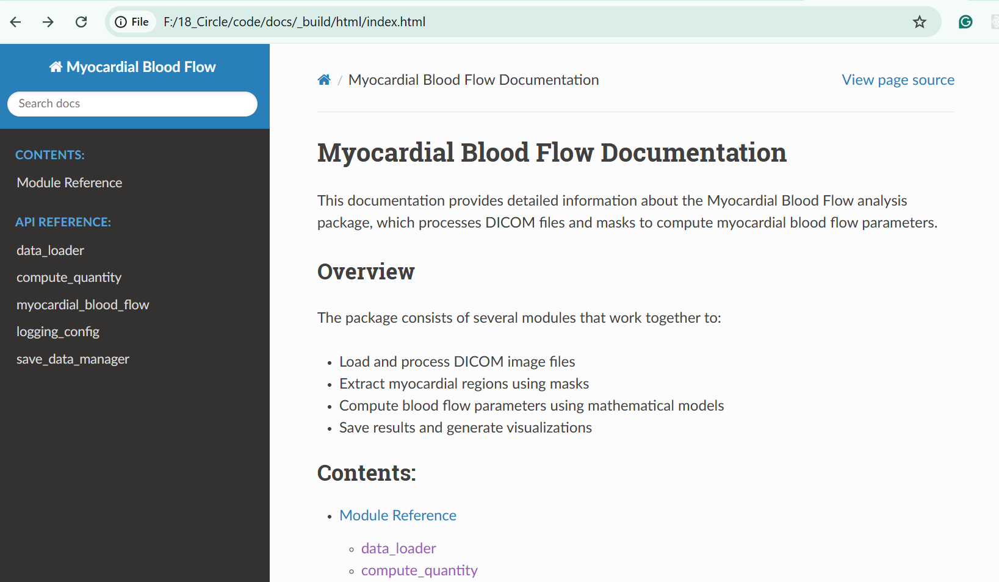 File F:/18_Circle/code/docs/_build/html/index.html
Myocardial Blood Flow
Search docs
CONTENTS:
Module Reference
API REFERENCE:
data_loader
compute_quantity
myocardial_blood_flow
logging_config
save_data_manager
/ Myocardial Blood Flow Documentation
View page source
Myocardial Blood Flow Documentation
This documentation provides detailed information about the Myocardial Blood Flow analysis
package, which processes DICOM files and masks to compute myocardial blood flow parameters.
Overview
The package consists of several modules that work together to:
• Load and process DICOM image files
• Extract myocardial regions using masks
• Compute blood flow parameters using mathematical models
• Save results and generate visualizations
Contents:
• Module Reference
◦ data_loader
◦ compute_quantity